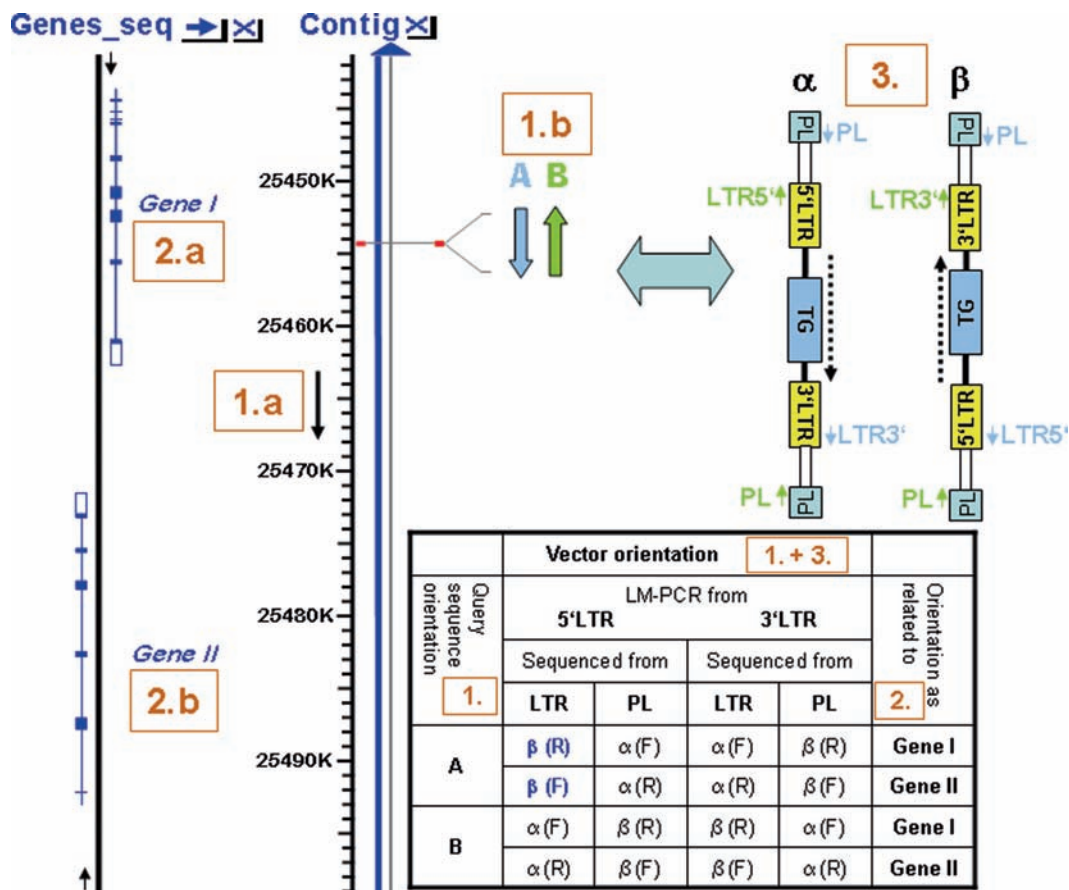 Genes_seq
Contig
3.
α
β
PL
↓PL
PL
↓PL
1.b
A B
25450K
Gene I
2.a
LTR5‘
5‘LTR
LTR3‘
3‘LTR
TG
TG
25460K
1.a
3‘LTR
LTR3‘
5‘LTR
LTR5‘
25470K
PL
PL
PL
PL
25480K
Gene II
2.b
25490K
Vector orientation 1. + 3.
Query sequence orientation
1.
LM-PCR from
5‘LTR 3‘LTR
Orientation as related to
2.
Sequenced from Sequenced from
LTR PL LTR PL
A
β (R) α (F) α (F) β (R) Gene I
β (F) α (R) α (R) β (F) Gene II
B
α (F) β (R) β (R) α (F) Gene I
α (R) β (F) β (F) α (R) Gene II